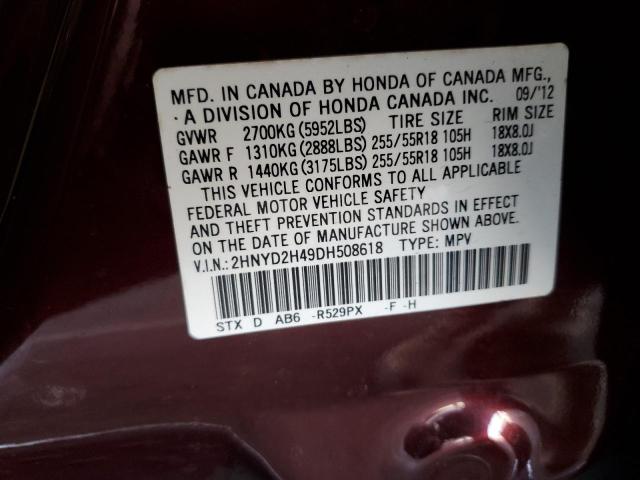 MFD. IN CANADA BY HONDA OF CANADA MFG.,
· A DIVISION OF HONDA CANADA INC. 09/'12
GVWR 2700KG(5952LBS) TIRE SIZE RIM SIZE
GAWR F 1310KG(2888LBS) 255/55R18 105H 18X8.0J
GAWR R 1440KG(3175LBS) 255/55R18 105H 18X8.0J
THIS VEHICLE CONFORMS TO ALL APPLICABLE
FEDERAL MOTOR VEHICLE SAFETY
AND THEFT PREVENTION STANDARDS IN EFFECT
ON THE DATE OF MANUFACTURE SHOWN ABOVE.
V.I.N.: 2HNYD2H49DH508618 TYPE: MPV
STX D AB6 -R529PX -F -H